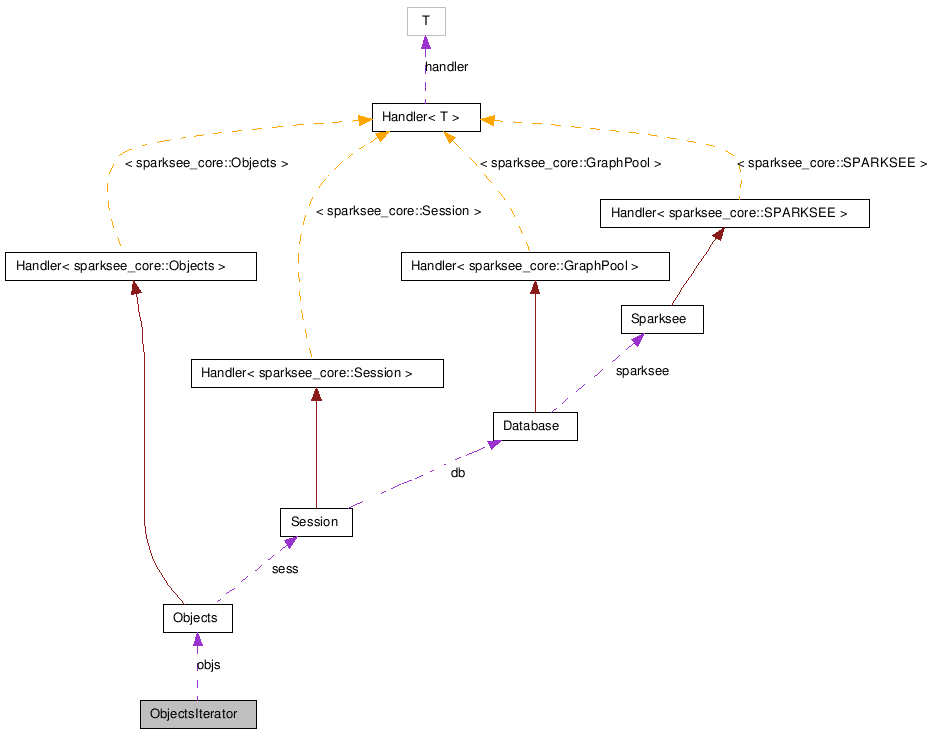 T
handler
Handler< T >
< sparksee_core::Objects >
< sparksee_core::GraphPool >
< sparksee_core::SPARKSEE >
< sparksee_core::Session >
Handler< sparksee_core::SPARKSEE >
Handler< sparksee_core::Objects >
Handler< sparksee_core::GraphPool >
Sparksee
sparksee
Handler< sparksee_core::Session >
Database
db
Session
sess
Objects
objs
ObjectsIterator